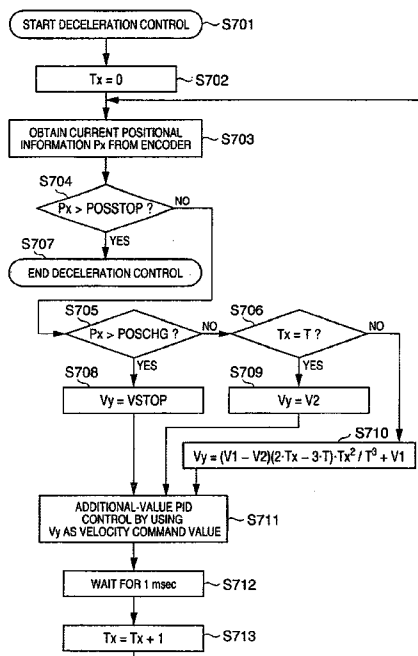 START DECELERATION CONTROL
S701
Tx = 0
S702
OBTAIN CURRENT POSITIONAL
INFORMATION Px FROM ENCODER
S703
S704
Px > POSSTOP ?
NO
YES
S707
END DECELERATION CONTROL
S705
Px > POSCHG ?
NO
YES
S706
Tx = T ?
NO
YES
S708
Vy = VSTOP
S709
Vy = V2
S710
Vy = (V1 – V2)(2·Tx – 3·T)·Tx² / T³ + V1
ADDITIONAL-VALUE PID
CONTROL BY USING
Vy AS VELOCITY COMMAND VALUE
S711
WAIT FOR 1 msec
S712
Tx = Tx + 1
S713